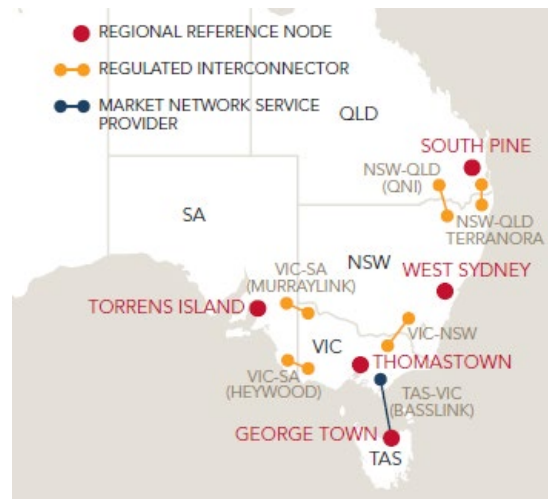 REGIONAL REFERENCE NODE
REGULATED INTERCONNECTOR
MARKET NETWORK SERVICE
PROVIDER
QLD
SOUTH PINE
NSW-QLD
(QNI)
SA
NSW-QLD
TERRANORA
NSW
VIC-SA
(MURRAYLINK)
WEST SYDNEY
TORRENS ISLAND
VIC-NSW
VIC
THOMASTOWN
VIC-SA
(HEYWOOD)
TAS-VIC
(BASSLINK)
GEORGE TOWN
TAS